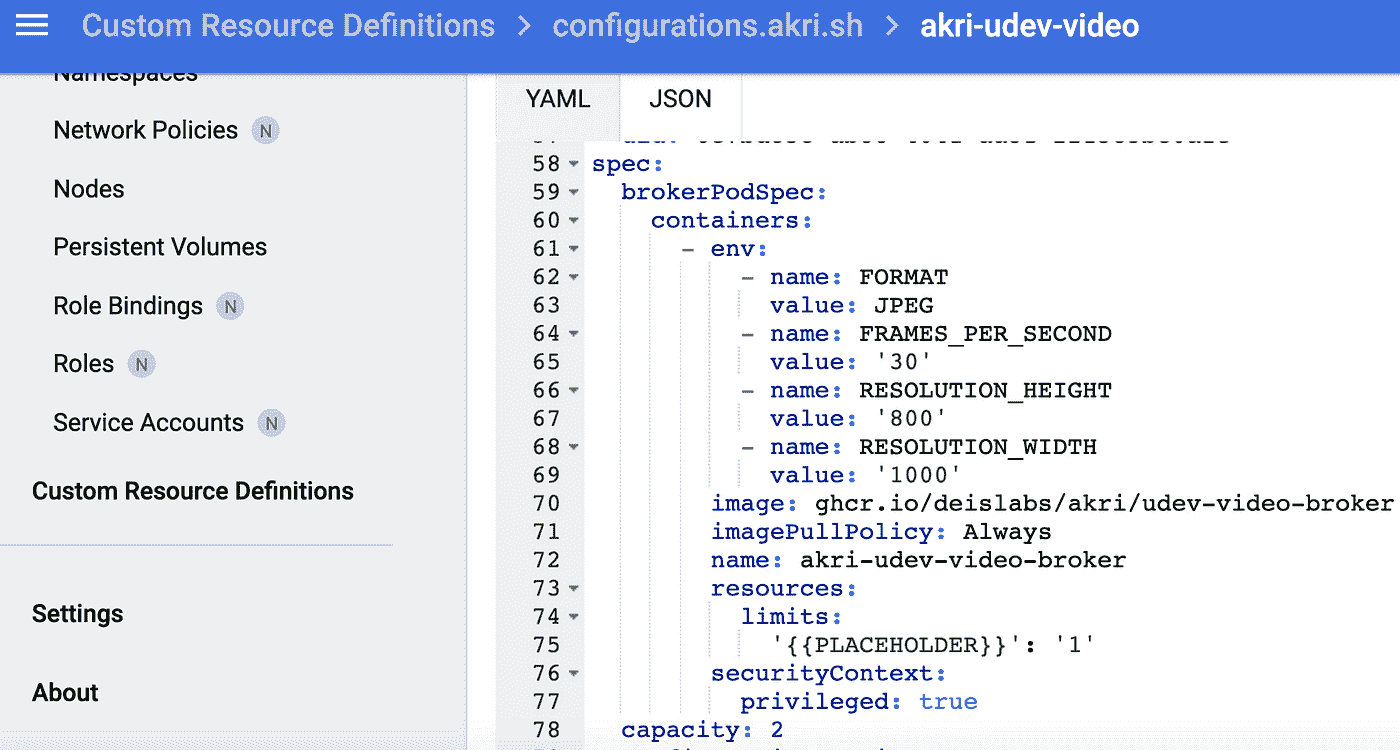 Custom Resource Definitions > configurations.akri.sh > akri-udev-video
Namespaces
Network Policies N
Nodes
Persistent Volumes
Role Bindings N
Roles N
Service Accounts N
Custom Resource Definitions
Settings
About
YAML JSON
58 spec:
59 brokerPodSpec:
60 containers:
61 - env:
62 - name: FORMAT
63 value: JPEG
64 - name: FRAMES_PER_SECOND
65 value: '30'
66 - name: RESOLUTION_HEIGHT
67 value: '800'
68 - name: RESOLUTION_WIDTH
69 value: '1000'
70 image: ghcr.io/deislabs/akri/udev-video-broker
71 imagePullPolicy: Always
72 name: akri-udev-video-broker
73 resources:
74 limits:
75 '{{PLACEHOLDER}}': '1'
76 securityContext:
77 privileged: true
78 capacity: 2